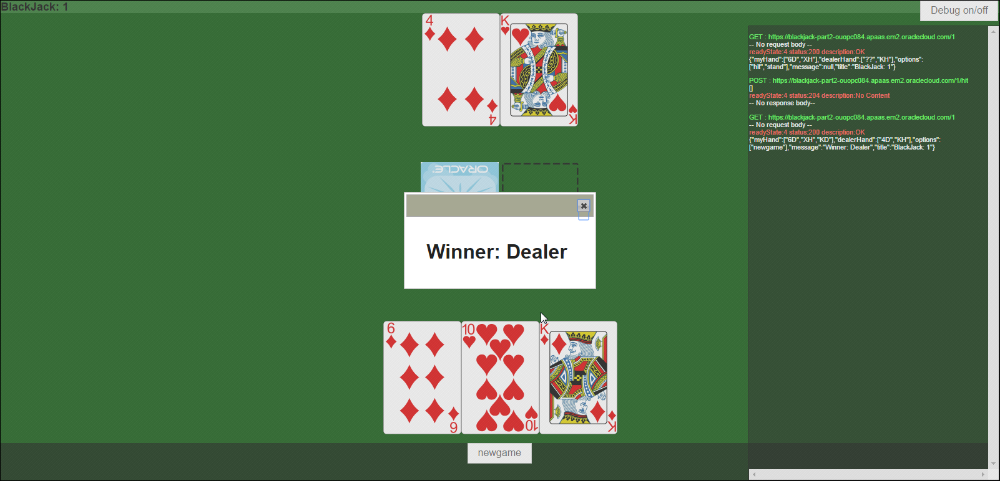 BlackJack: 1
Debug on/off
4
K
4
K
GET : https://blackjack-part2-ouopc084.apaas.em2.oraclecloud.com/1
-- No request body --
readyState:4 status:200 description:OK
{"myHand":["6D","XH"],"dealerHand":["??","KH"],"options":
["hit","stand"],"message":null,"title":"BlackJack: 1"}
POST : https://blackjack-part2-ouopc084.apaas.em2.oraclecloud.com/1/hit
[]
readyState:4 status:204 description:No Content
-- No response body--
GET : https://blackjack-part2-ouopc084.apaas.em2.oraclecloud.com/1
-- No request body --
readyState:4 status:200 description:OK
{"myHand":["6D","XH","KD"],"dealerHand":["4D","KH"],"options":
["newgame"],"message":"Winner: Dealer","title":"BlackJack: 1"}
ORACLE
Winner: Dealer
6
10
K
6
10
K
newgame